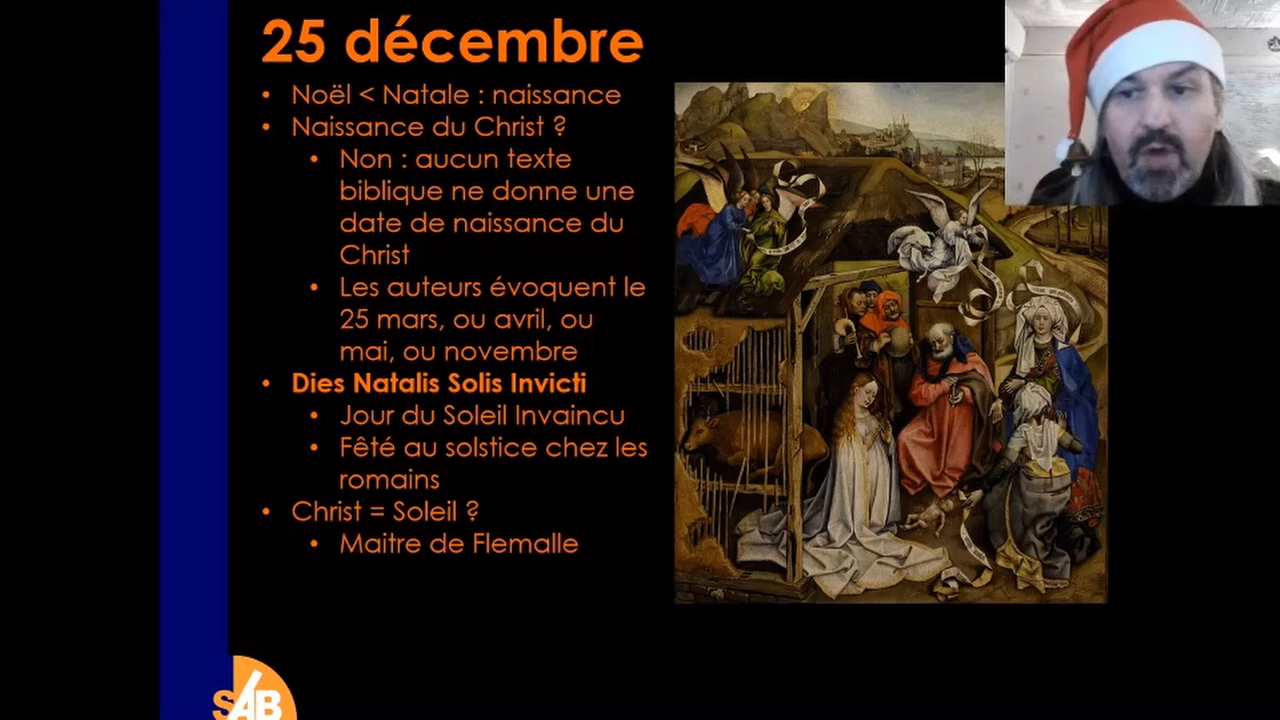 25 décembre
• Noël < Natale : naissance
• Naissance du Christ ?
• Non : aucun texte
biblique ne donne une
date de naissance du
Christ
• Les auteurs évoquent le
25 mars, ou avril, ou
mai, ou novembre
• Dies Natalis Solis Invicti
• Jour du Soleil Invaincu
• Fêté au solstice chez les
romains
• Christ = Soleil ?
• Maitre de Flemalle
SAB